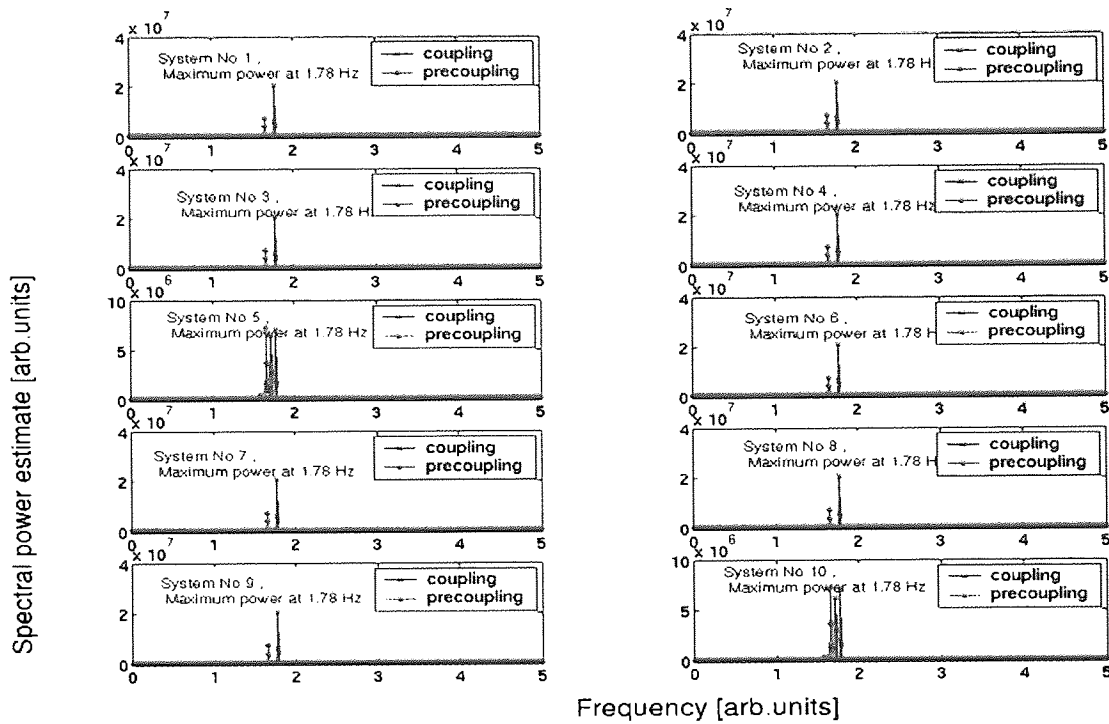 x 10^7
4
2
0
System No 1 ,
Maximum power at 1.78 Hz
coupling
precoupling
0 1 2 3 4 5
x 10^7
4
2
0
System No 2 ,
Maximum power at 1.78 H
coupling
precoupling
0 1 2 3 4 5
x 10^7
4
2
0
System No 3 ,
Maximum power at 1.78 H
coupling
precoupling
0 1 2 3 4 5
x 10^7
4
2
0
System No 4 ,
Maximum power at 1.78 H
coupling
precoupling
0 1 2 3 4 5
x 10^6
10
5
0
System No 5 ,
Maximum power at 1.78 Hz
coupling
precoupling
0 1 2 3 4 5
x 10^7
4
2
0
System No 6 ,
Maximum power at 1.78 H
coupling
precoupling
0 1 2 3 4 5
x 10^7
4
2
0
System No 7 ,
Maximum power at 1.78 Hz
coupling
precoupling
0 1 2 3 4 5
x 10^7
4
2
0
System No 8 ,
Maximum power at 1.78 H
coupling
precoupling
0 1 2 3 4 5
x 10^7
4
2
0
System No 9 ,
Maximum power at 1.78 Hz
coupling
precoupling
0 1 2 3 4 5
x 10^6
10
5
0
System No 10 ,
Maximum power at 1.78 Hz
coupling
precoupling
0 1 2 3 4 5
Spectral power estimate [arb.units]
Frequency [arb.units]